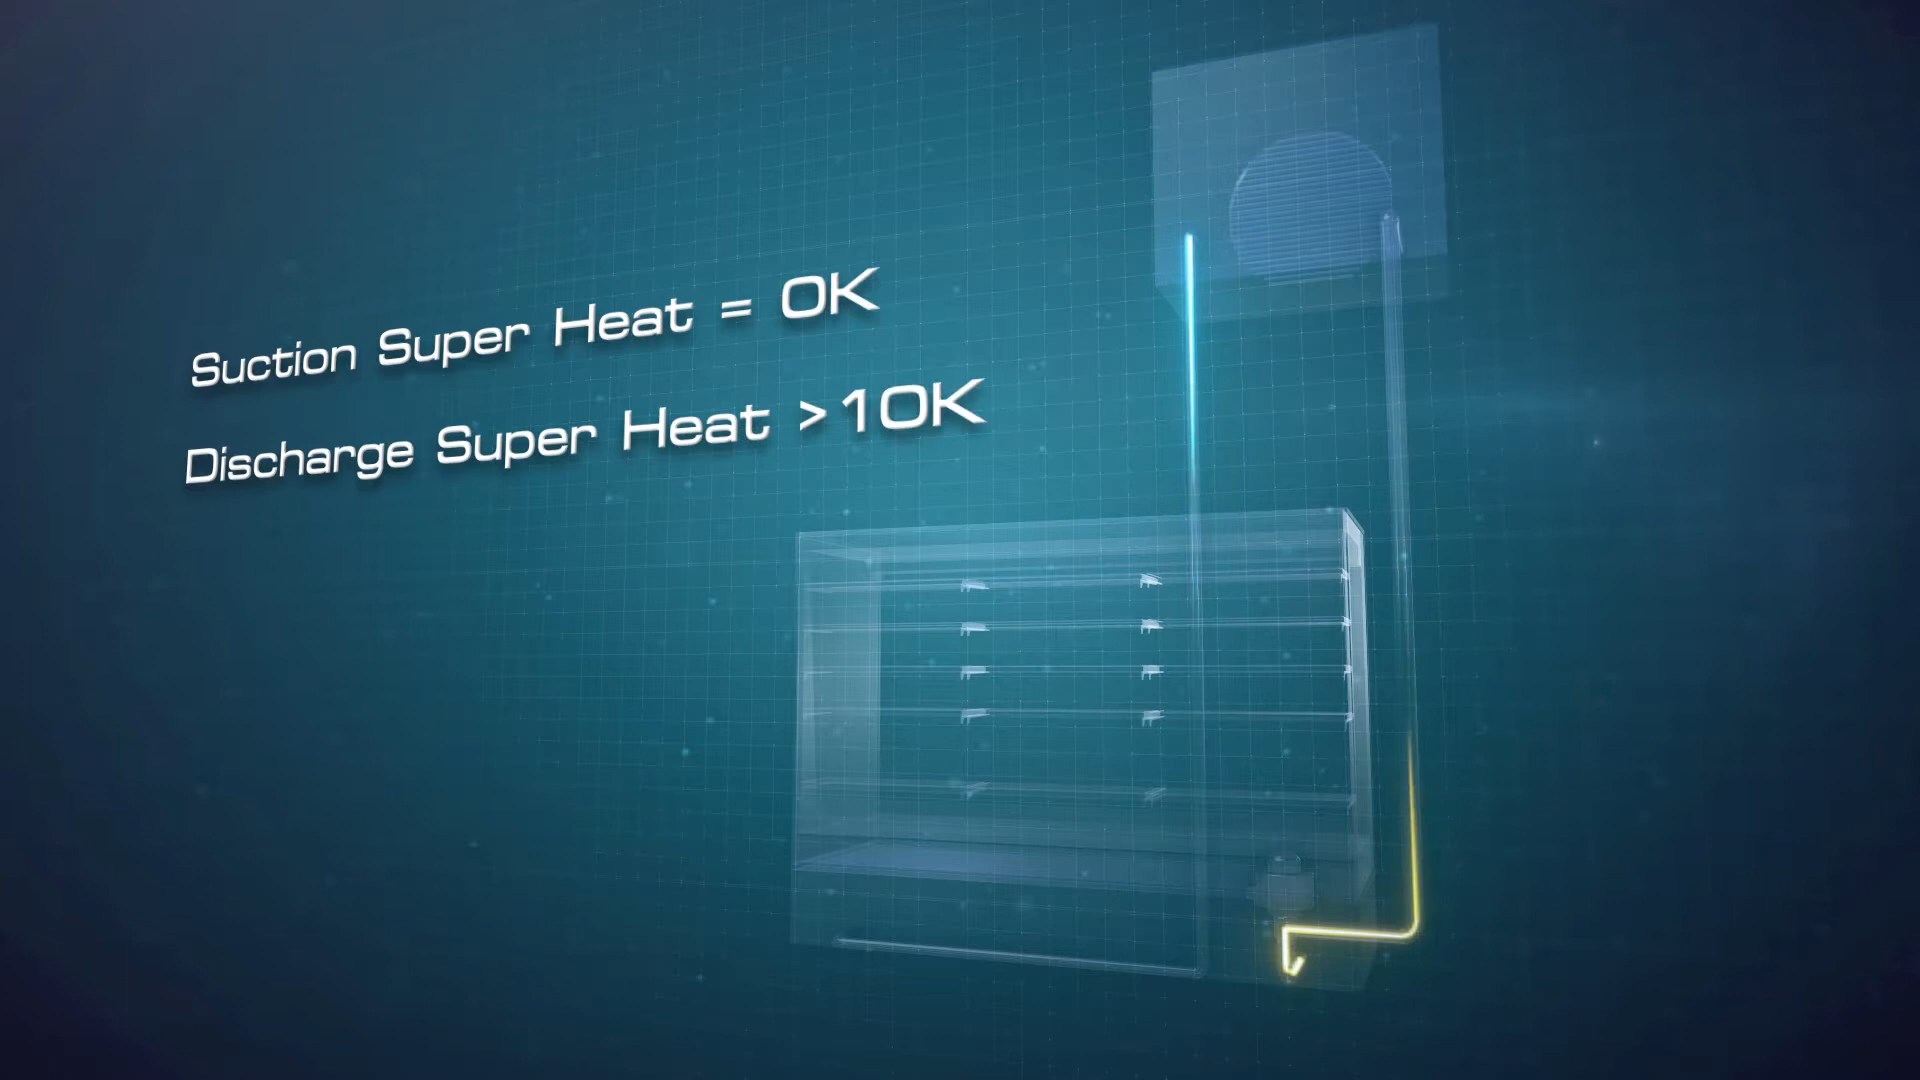 Suction Super Heat = 0K
Discharge Super Heat >10K